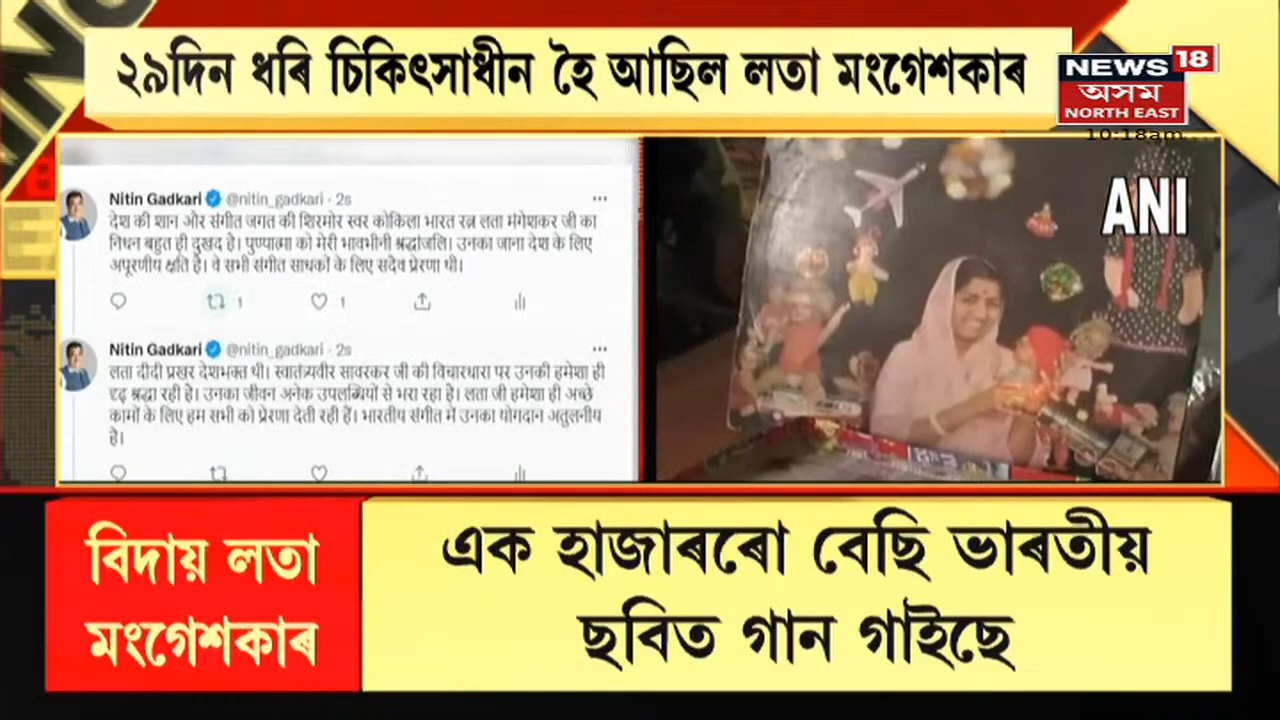 ২৯দিন ধৰি চিকিৎসাধীন হৈ আছিল লতা মংগেশকাৰ
NEWS 18
অসম
NORTH EAST
10:18am
Nitin Gadkari @nitin_gadkari · 2s
देश की शान और संगीत जगत की शिरमोर स्वर कोकिला भारत रत्न लता मंगेशकर जी का
निधन बहुत ही दुखद है। पुण्यात्मा को मेरी भावभीनी श्रद्धांजलि। उनका जाना देश के लिए
अपूरणीय क्षति है। वे सभी संगीत साधकों के लिए सदैव प्रेरणा थी।
1 1
Nitin Gadkari @nitin_gadkari · 2s
लता दीदी प्रखर देशभक्त थी। स्वातंत्र्यवीर सावरकर जी की विचारधारा पर उनकी हमेशा ही
दृढ़ श्रद्धा रही है। उनका जीवन अनेक उपलब्धियों से भरा रहा है। लता जी हमेशा ही अच्छे
कामों के लिए हम सभी को प्रेरणा देती रही हैं। भारतीय संगीत में उनका योगदान अतुलनीय
है।
ANI
বিদায় লতা
মংগেশকাৰ
এক হাজাৰৰো বেছি ভাৰতীয়
ছবিত গান গাইছে